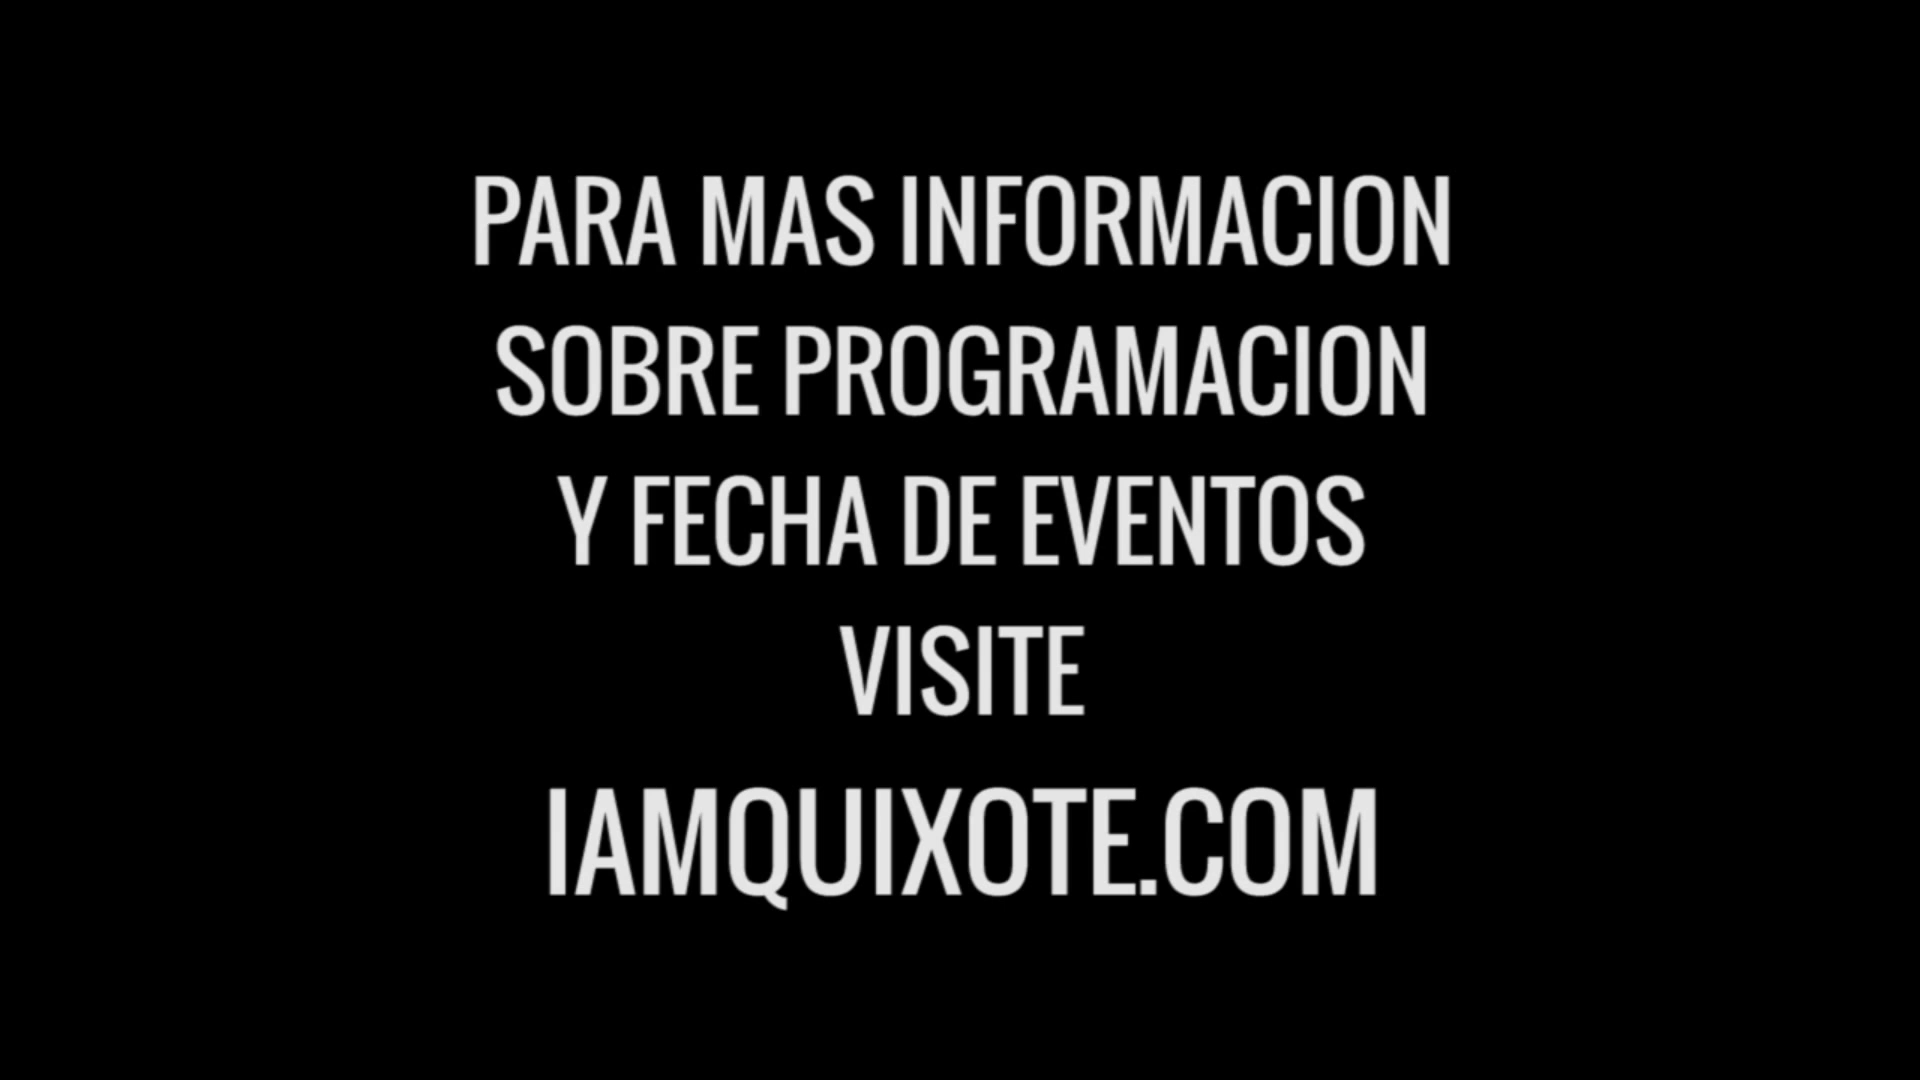 PARA MAS INFORMACION
SOBRE PROGRAMACION
Y FECHA DE EVENTOS
VISITE
IAMQUIXOTE.COM